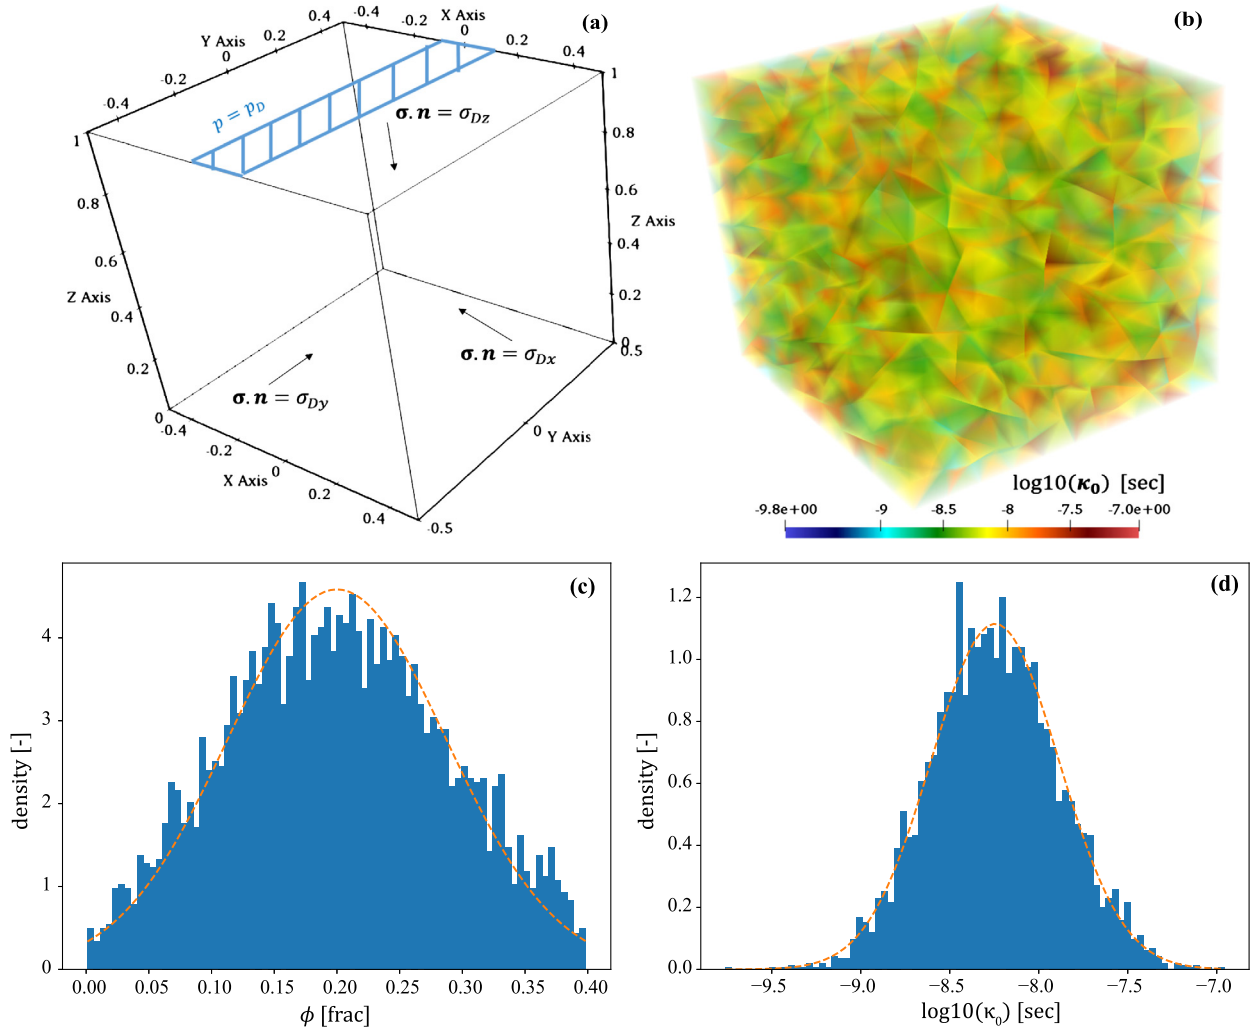 (a)
-0.4
-0.2
X Axis
0
0.2
0.4
0.4
0.2
Y Axis
0
-0.2
-0.4
p = p_D
σ.n = σ_Dz
1
0.8
0.6
Z Axis
0.4
0.2
0
1
0.8
0.6
Z Axis
0.4
0.2
0
0.5
σ.n = σ_Dx
σ.n = σ_Dy
-0.4
-0.2
X Axis
0
0.2
0.4
0
Y Axis
-0.5
(b)
log10(κ₀) [sec]
-9.8e+00
-9
-8.5
-8
-7.5
-7.0e+00
(c)
density [-]
4
3
2
1
0
0.00 0.05 0.10 0.15 0.20 0.25 0.30 0.35 0.40
ϕ [frac]
(d)
density [-]
1.2
1.0
0.8
0.6
0.4
0.2
0.0
−9.5 −9.0 −8.5 −8.0 −7.5 −7.0
log10(κ₀) [sec]